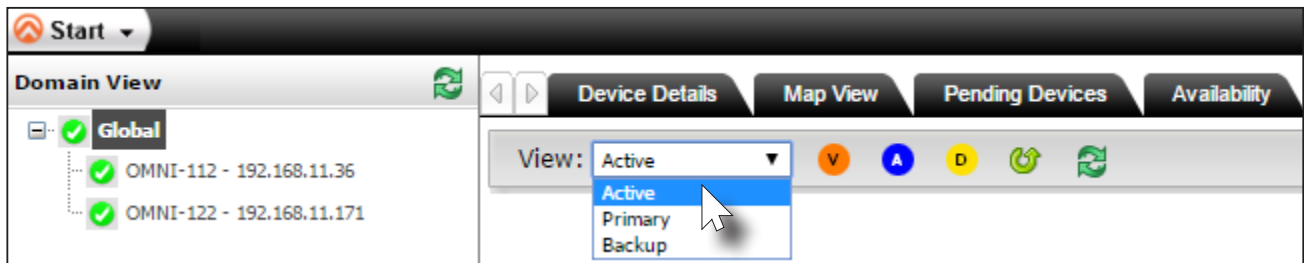 Start
Domain View
Global
OMNI-112 - 192.168.11.36
OMNI-122 - 192.168.11.171
Device Details Map View Pending Devices Availability
View: Active V A D
Active
Primary
Backup